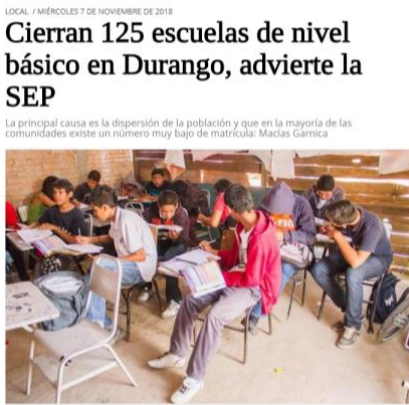 LOCAL / MIÉRCOLES 7 DE NOVIEMBRE DE 2018
Cierran 125 escuelas de nivel
básico en Durango, advierte la
SEP
La principal causa es la dispersión de la población y que en la mayoría de las
comunidades existe un número muy bajo de matrícula: Macías Garnica